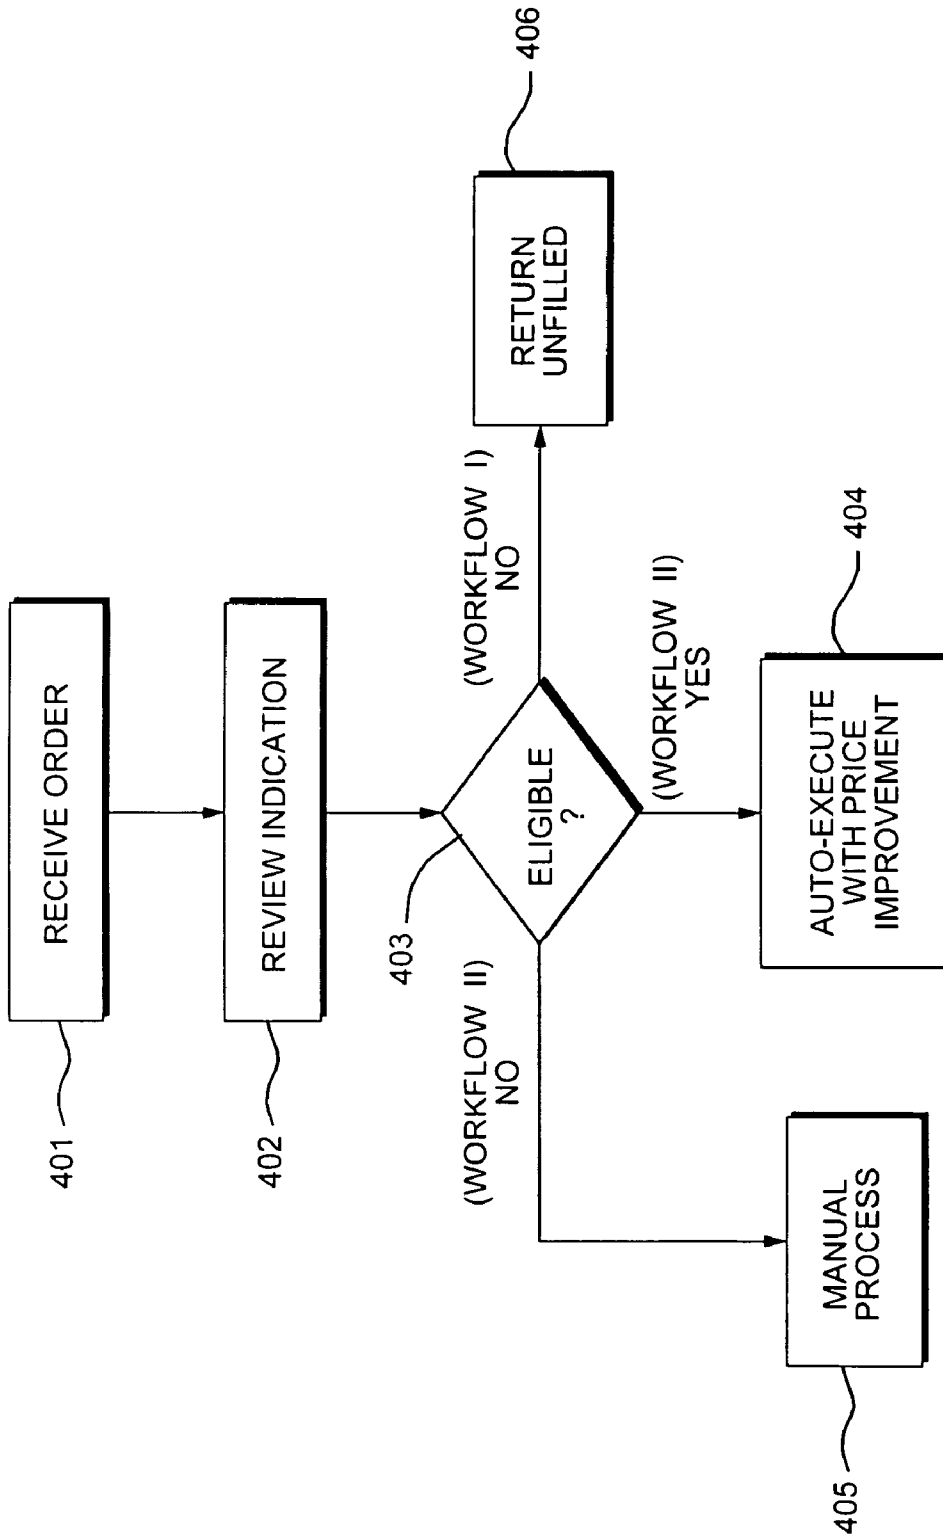 401
RECEIVE ORDER
402
REVIEW INDICATION
403
ELIGIBLE
?
(WORKFLOW II)
NO
(WORKFLOW I)
NO
RETURN
UNFILLED
406
(WORKFLOW II)
YES
MANUAL
PROCESS
405
AUTO-EXECUTE
WITH PRICE
IMPROVEMENT
404